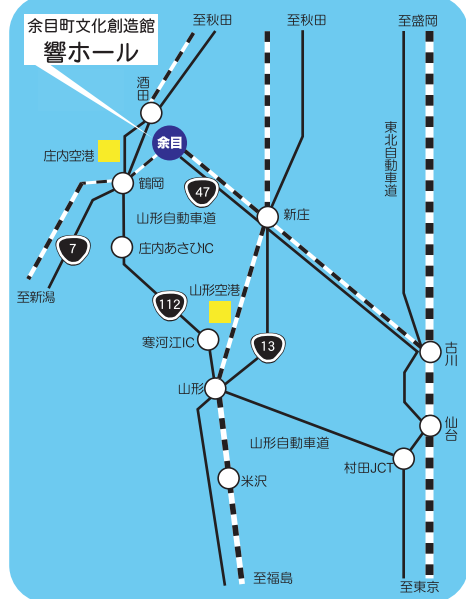 至秋田
至秋田
至盛岡
余目町文化創造館
響ホール
酒田
余目
庄内空港
鶴岡
47
東北自動車道
新庄
山形自動車道
7
庄内あさひIC
山形空港
至新潟
112
寒河江IC
13
古川
山形
仙台
山形自動車道
村田JCT
米沢
至福島
至東京